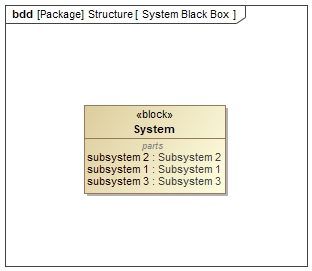 bdd [Package] Structure [ System Black Box ]
«block»
System
parts
subsystem 2 : Subsystem 2
subsystem 1 : Subsystem 1
subsystem 3 : Subsystem 3